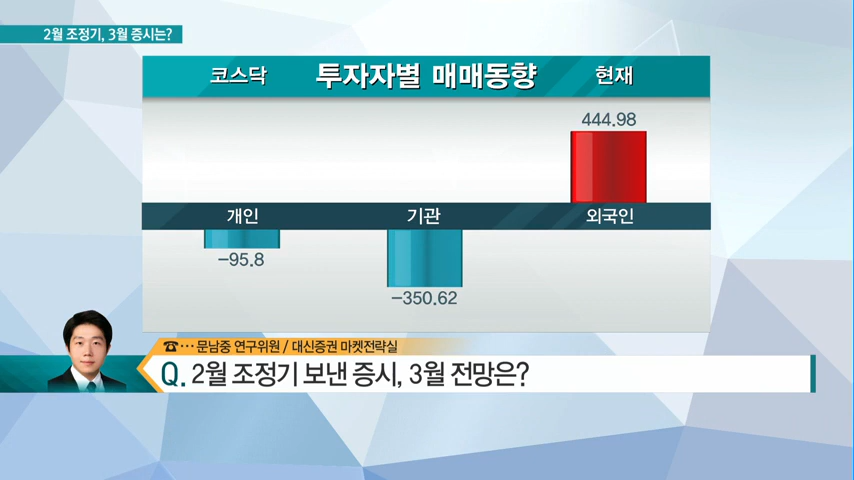 2월 조정기, 3월 증시는?
코스닥 투자자별 매매동향 현재
444.98
개인 기관 외국인
-95.8
-350.62
☎… 문남중 연구위원 / 대신증권 마켓전략실
Q. 2월 조정기 보낸 증시, 3월 전망은?